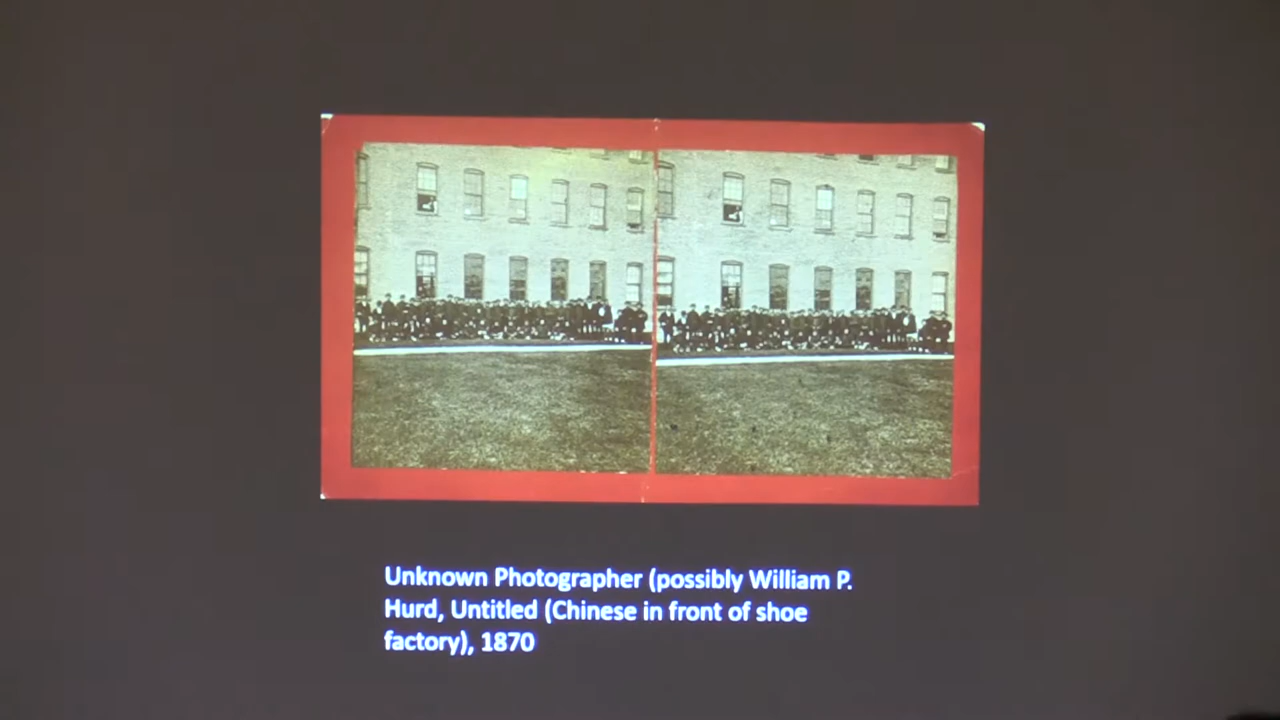 Unknown Photographer (possibly William P.
Hurd, Untitled (Chinese in front of shoe
factory), 1870